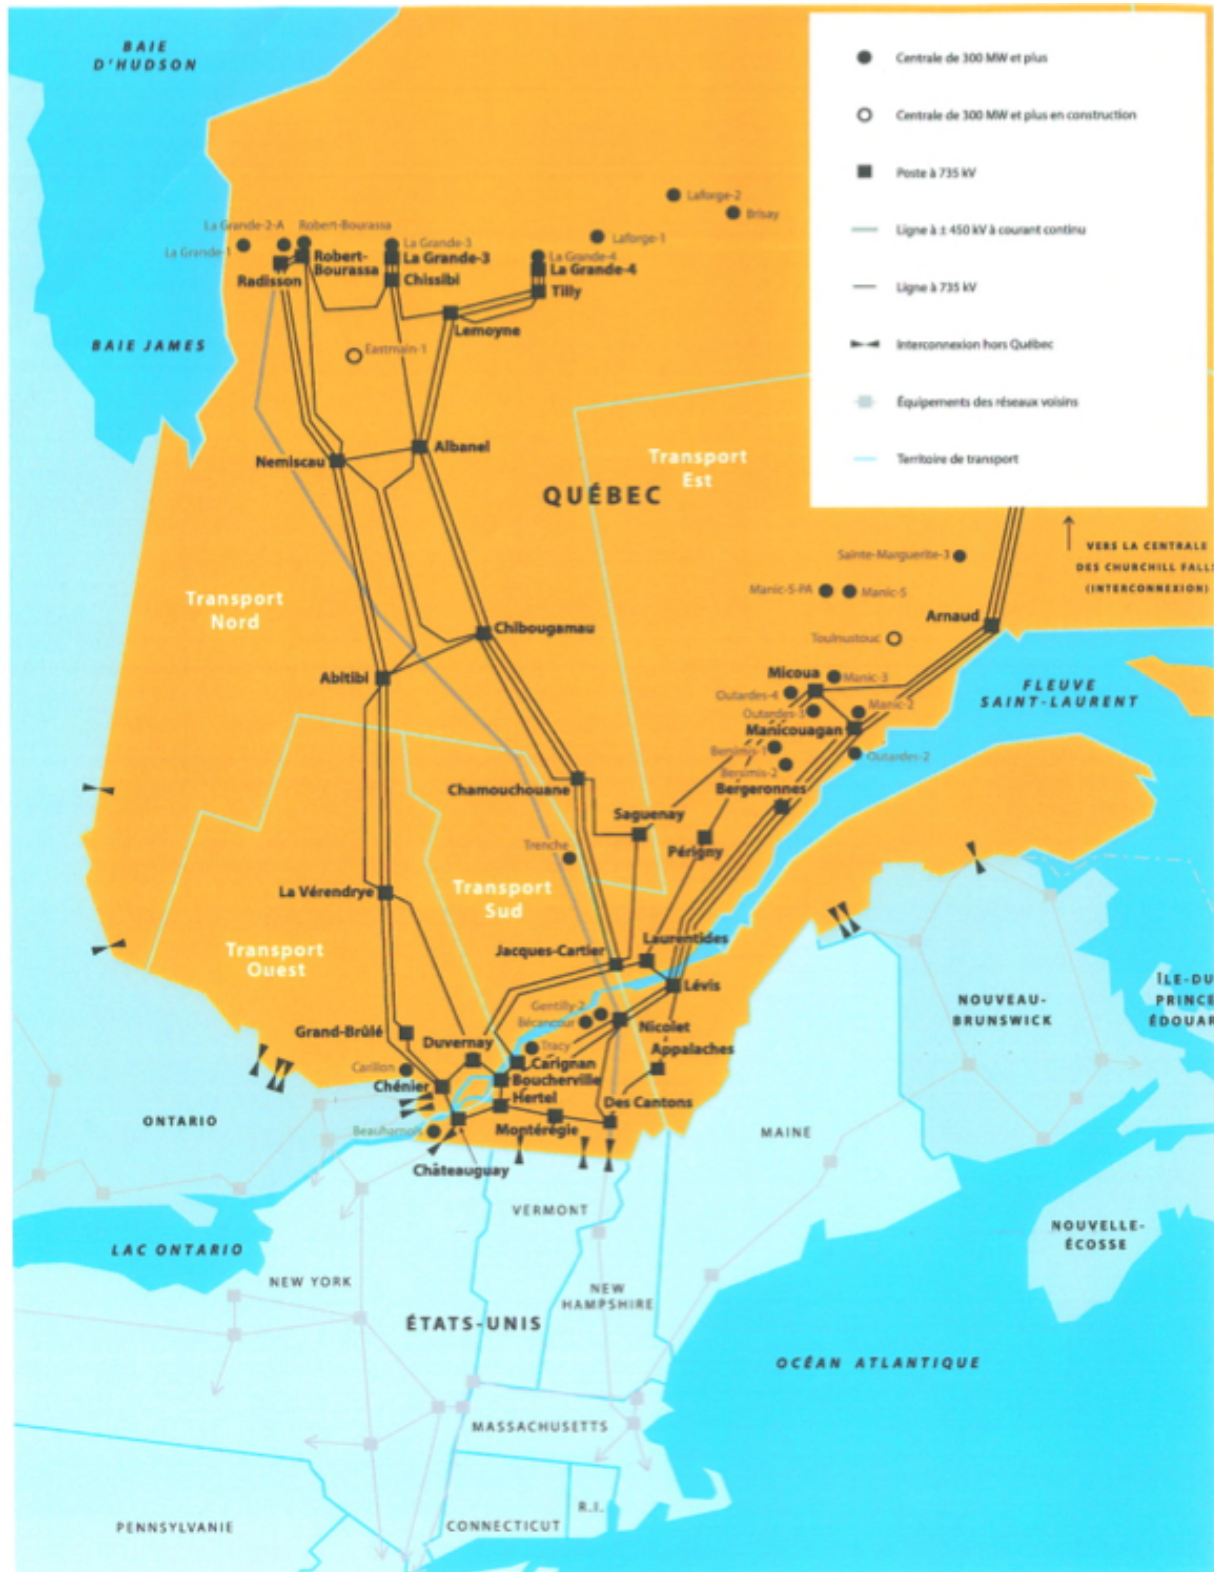 BAIE
D'HUDSON
Centrale de 300 MW et plus
Centrale de 300 MW et plus en construction
Poste à 735 kV
Ligne à ± 450 kV à courant continu
Ligne à 735 kV
Interconnexion hors Québec
Équipements des réseaux voisins
Territoire de transport
Laforge-2
Brisay
La Grande-2-A
Robert-Bourassa
Laforge-1
La Grande-1
La Grande-3
La Grande-4
Robert-
Bourassa
La Grande-3
La Grande-4
Radisson
Chissibi
Tilly
Lemoyne
BAIE JAMES
Eastmain-1
Nemiscau
Albanel
Transport
Est
QUÉBEC
VERS LA CENTRALE
DES CHURCHILL FALLS
(INTERCONNEXION)
Sainte-Marguerite-3
Manic-5-PA
Manic-5
Transport
Nord
Arnaud
Chibougamau
Toulnustouc
Abitibi
Micoua
Manic-3
FLEUVE
SAINT-LAURENT
Outardes-4
Outardes-3
Manic-2
Manicouagan
Bersimis-1
Outardes-2
Bersimis-2
Bergeronnes
Chamouchouane
Saguenay
Trenche
Périgny
La Vérendrye
Transport
Sud
Transport
Ouest
Jacques-Cartier
Laurentides
Lévis
Gentilly-2
Bécancour
NOUVEAU-
BRUNSWICK
ÎLE-DU
PRINCE
ÉDOUAR
Grand-Brûlé
Duvernay
Tracy
Nicolet
Appalaches
Carillon
Carignan
Chénier
Boucherville
Hertel
Des Cantons
ONTARIO
Beauharnois
Montérégie
MAINE
Châteauguay
VERMONT
LAC ONTARIO
NOUVELLE-
ÉCOSSE
NEW YORK
NEW
HAMPSHIRE
ÉTATS-UNIS
OCÉAN ATLANTIQUE
MASSACHUSETTS
R.I.
PENNSYLVANIE
CONNECTICUT